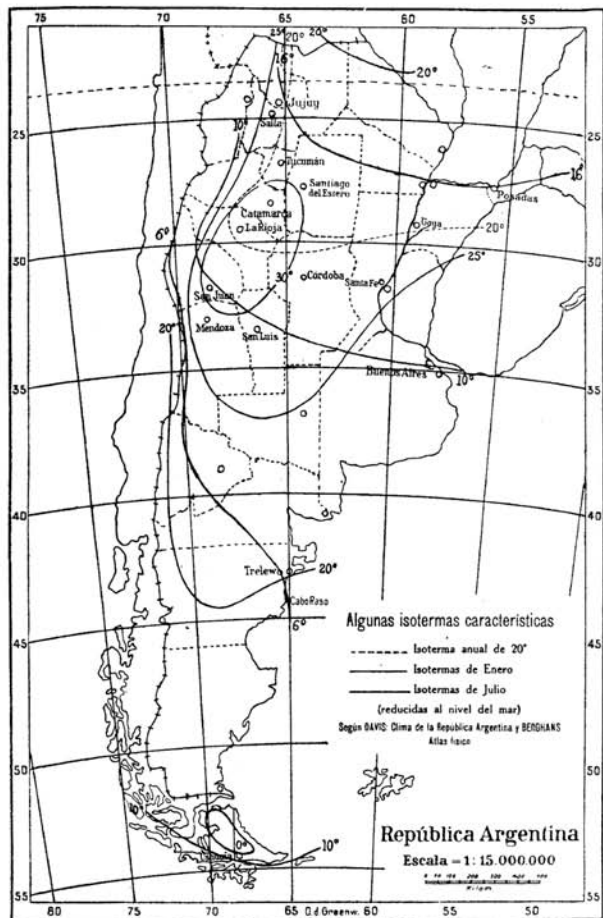 75 70 65 60 55
25° 20° 20°
16°
20°
Jujuy
Salta
25 25
10°
Tucumán
16°
Santiago
del Estero
Posadas
Catamarca
La Rioja
Goya
20°
6°
25°
30 30
30°
Córdoba
Santa Fe
San Juan
Mendoza
San Luis
20°
Buenos Aires
10°
35 35
40 40
Trelew
20°
Cabo Raso
6°
45 45
Algunas isotermas características
Isoterma anual de 20°
Isotermas de Enero
Isotermas de Julio
(reducidas al nivel del mar)
Según DAVIS: Clima de la República Argentina y BERGHANS
Atlas físico
50 50
10°
0°
10°
República Argentina
Escala = 1:15.000.000
55 55
80 75 70 65 60 55 50
O.d Greenw.